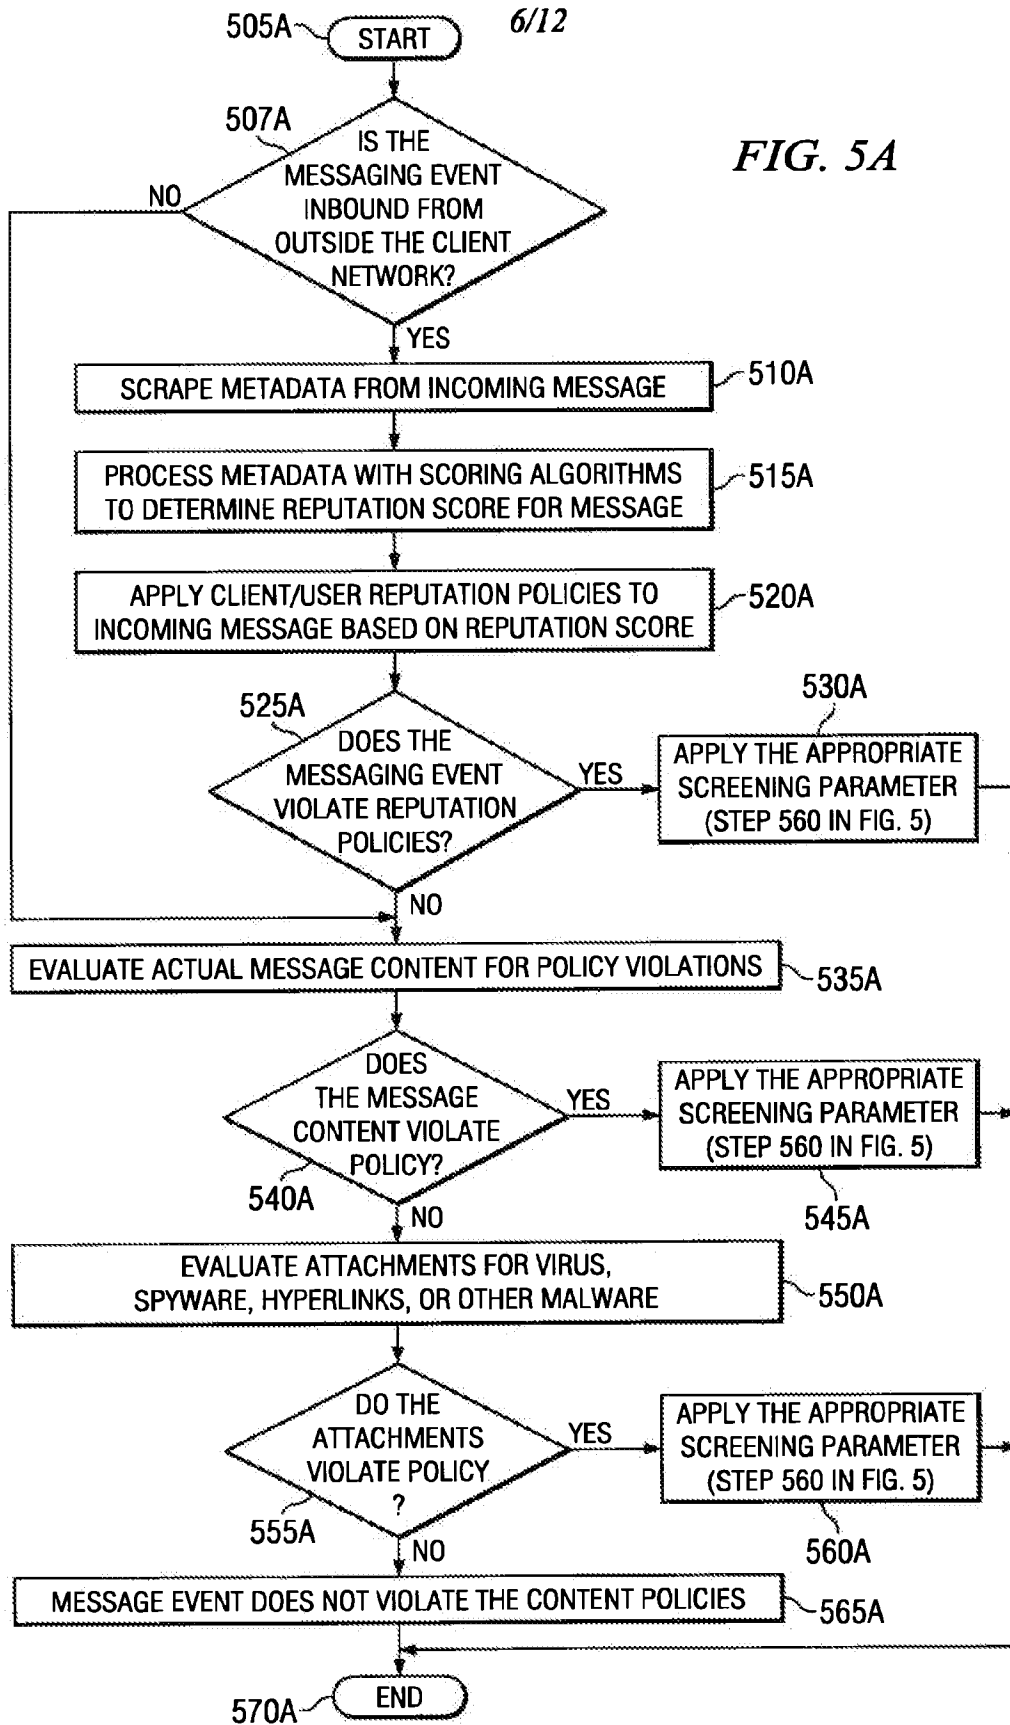 6/12
505A
START
FIG. 5A
507A
IS THE
MESSAGING EVENT
INBOUND FROM
OUTSIDE THE CLIENT
NETWORK?
NO
YES
SCRAPE METADATA FROM INCOMING MESSAGE
510A
PROCESS METADATA WITH SCORING ALGORITHMS
TO DETERMINE REPUTATION SCORE FOR MESSAGE
515A
APPLY CLIENT/USER REPUTATION POLICIES TO
INCOMING MESSAGE BASED ON REPUTATION SCORE
520A
525A
DOES THE
MESSAGING EVENT
VIOLATE REPUTATION
POLICIES?
YES
530A
APPLY THE APPROPRIATE
SCREENING PARAMETER
(STEP 560 IN FIG. 5)
NO
EVALUATE ACTUAL MESSAGE CONTENT FOR POLICY VIOLATIONS
535A
DOES
THE MESSAGE
CONTENT VIOLATE
POLICY?
540A
YES
APPLY THE APPROPRIATE
SCREENING PARAMETER
(STEP 560 IN FIG. 5)
545A
NO
EVALUATE ATTACHMENTS FOR VIRUS,
SPYWARE, HYPERLINKS, OR OTHER MALWARE
550A
DO THE
ATTACHMENTS
VIOLATE POLICY
?
555A
YES
APPLY THE APPROPRIATE
SCREENING PARAMETER
(STEP 560 IN FIG. 5)
560A
NO
MESSAGE EVENT DOES NOT VIOLATE THE CONTENT POLICIES
565A
END
570A